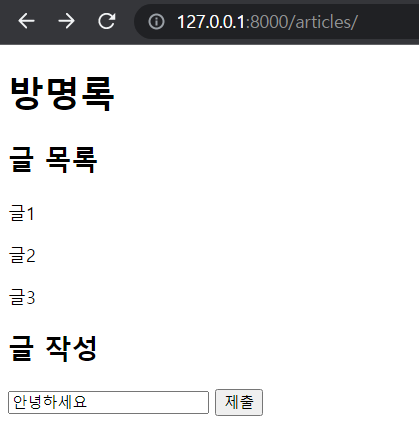 127.0.0.1:8000/articles/
방명록
글 목록
글1
글2
글3
글 작성
안녕하세요 제출